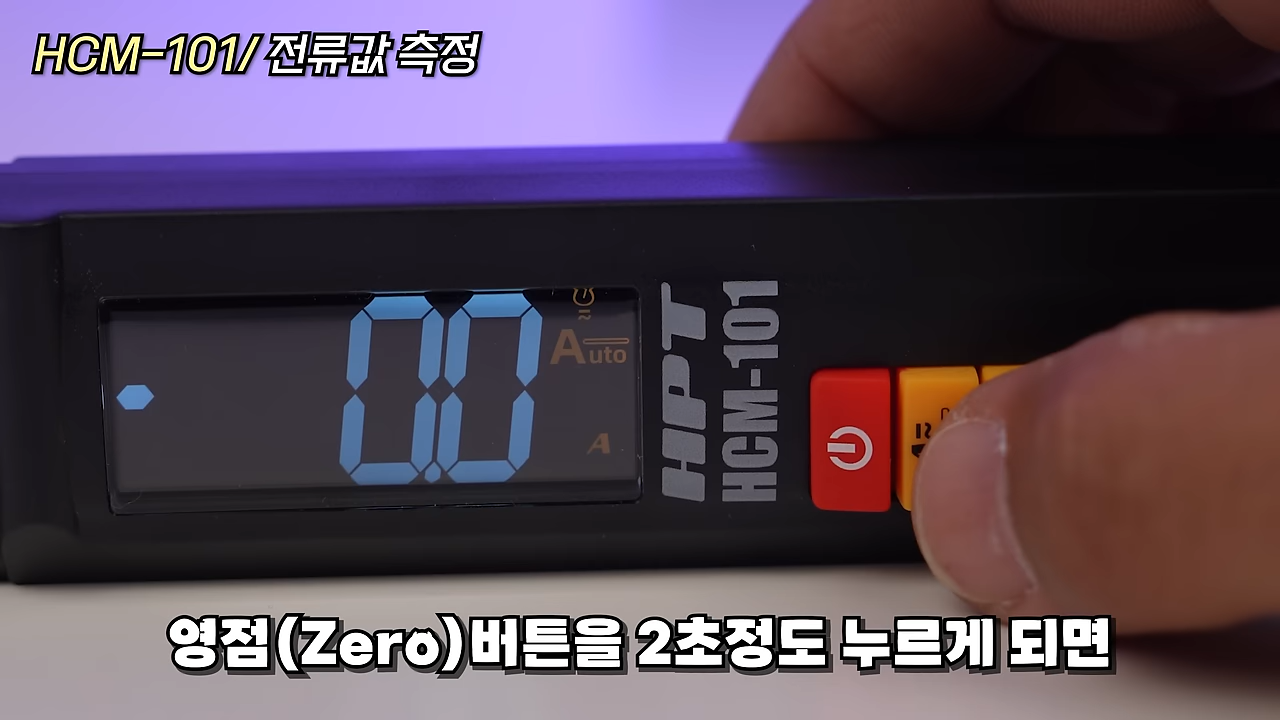 HCM-101/ 전류값 측정
0.0
Auto
A
HPT
HCM-101
영점(Zero)버튼을 2초정도 누르게 되면